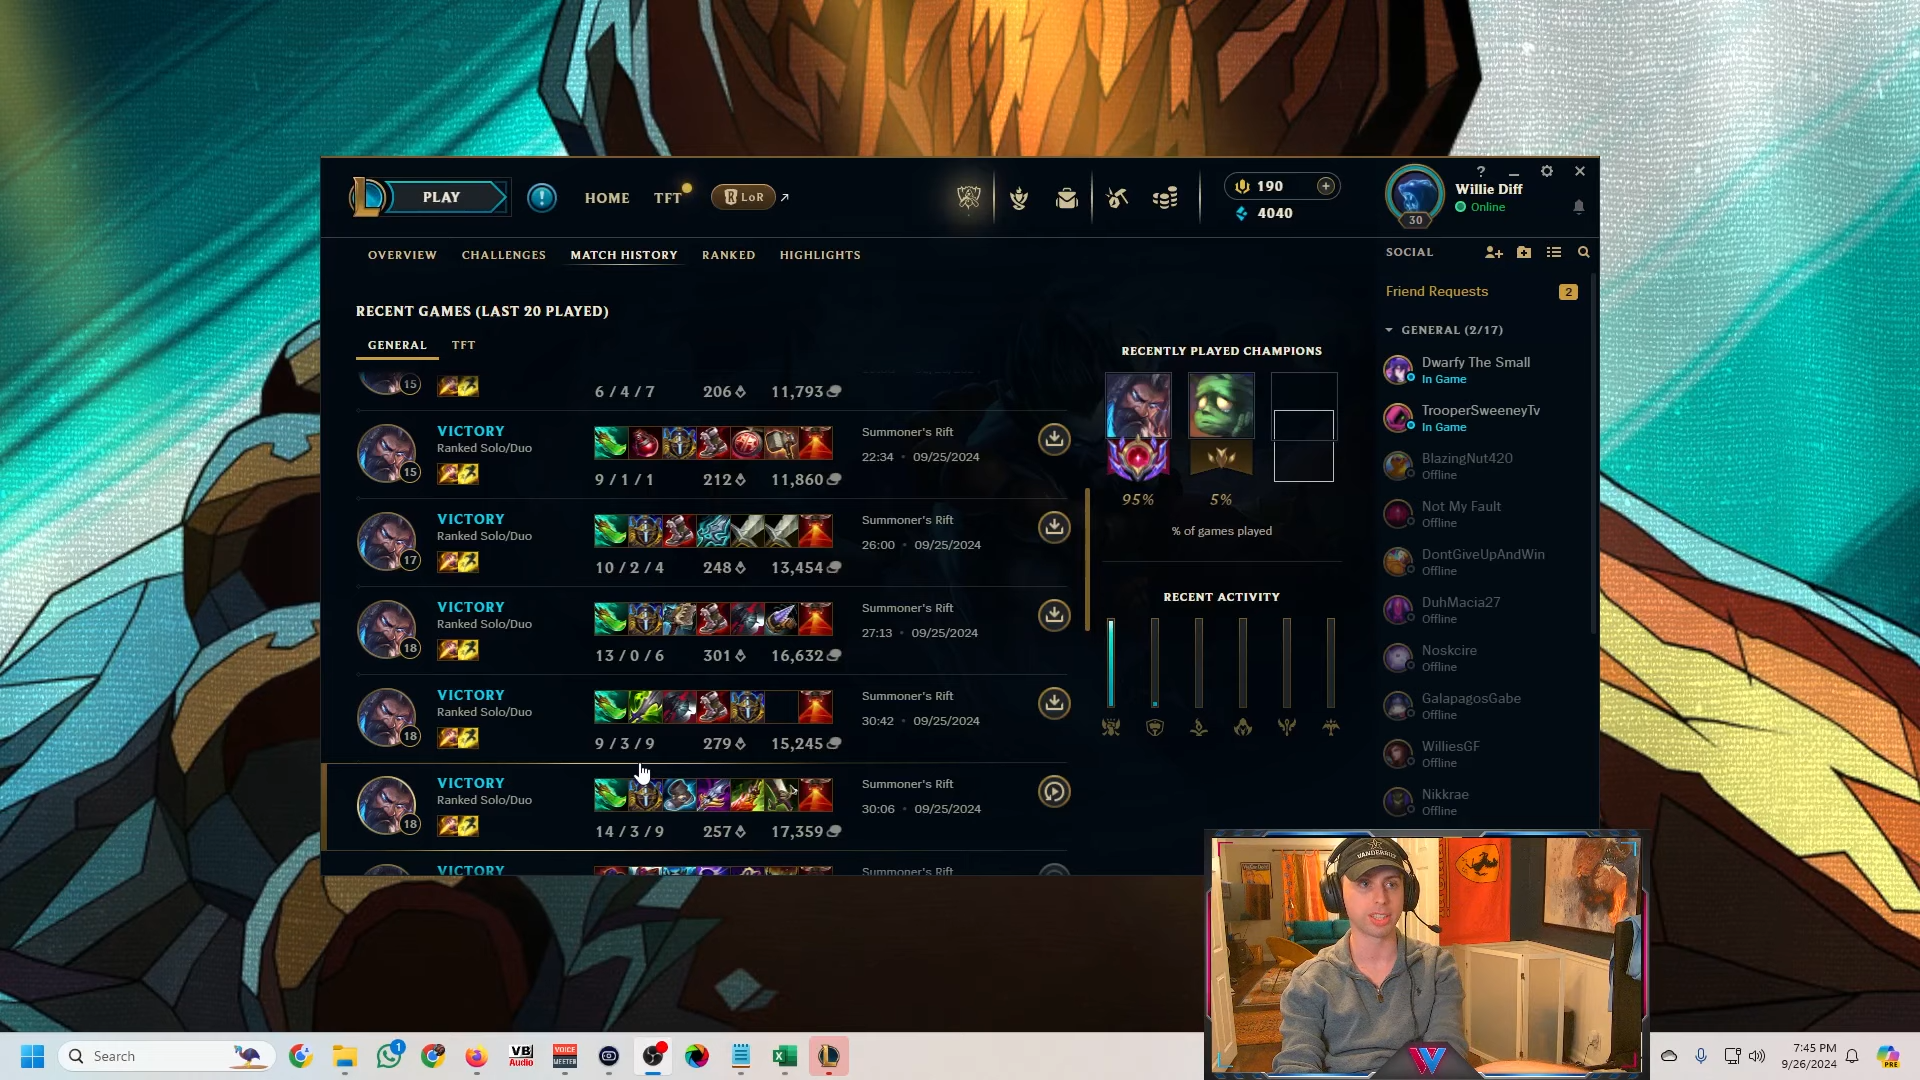 PLAY
HOME
TFT
LoR
190
4040
?
Willie Diff
Online
30
OVERVIEW
CHALLENGES
MATCH HISTORY
RANKED
HIGHLIGHTS
SOCIAL
RECENT GAMES (LAST 20 PLAYED)
GENERAL
TFT
15
6 / 4 / 7
206
11,793
VICTORY
Ranked Solo/Duo
15
9 / 1 / 1
212
11,860
Summoner's Rift
22:34 • 09/25/2024
VICTORY
Ranked Solo/Duo
17
10 / 2 / 4
248
13,454
Summoner's Rift
26:00 • 09/25/2024
VICTORY
Ranked Solo/Duo
18
13 / 0 / 6
301
16,632
Summoner's Rift
27:13 • 09/25/2024
VICTORY
Ranked Solo/Duo
18
9 / 3 / 9
279
15,245
Summoner's Rift
30:42 • 09/25/2024
VICTORY
Ranked Solo/Duo
18
14 / 3 / 9
257
17,359
Summoner's Rift
30:06 • 09/25/2024
VICTORY
Summoner's Rift
RECENTLY PLAYED CHAMPIONS
95%
5%
% of games played
RECENT ACTIVITY
Friend Requests
2
GENERAL (2/17)
Dwarfy The Small
In Game
TrooperSweeneyTv
In Game
BlazingNut420
Offline
Not My Fault
Offline
DontGiveUpAndWin
Offline
DuhMacia27
Offline
Noskcire
Offline
GalapagosGabe
Offline
WilliesGF
Offline
Nikkrae
Offline
VANDERBILT
Search
1
VB
Audio
VOICE
MEETER
7:45 PM
9/26/2024
PRE